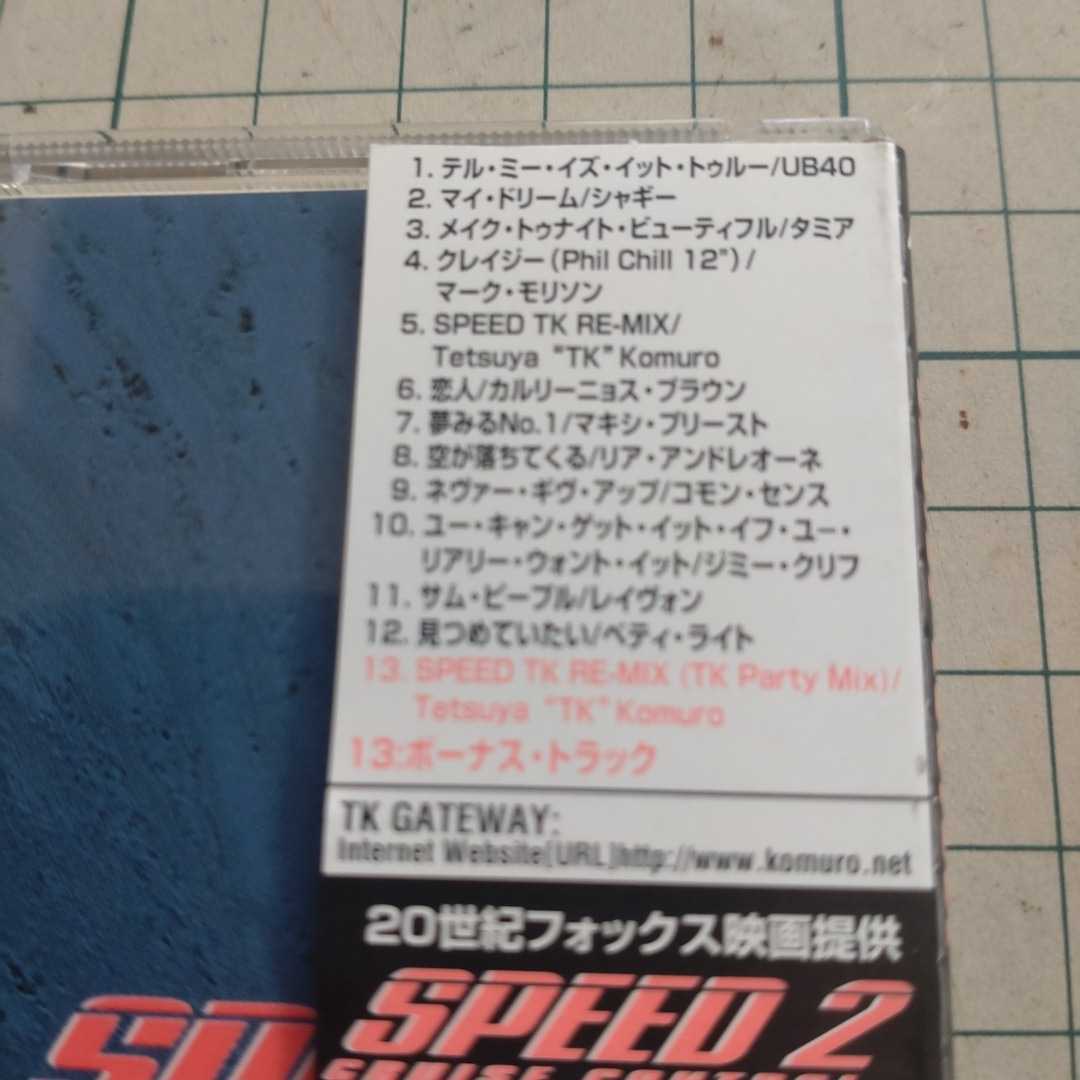 1. テル・ミー・イズ・イット・トゥルー/UB40
2. マイ・ドリーム/シャギー
3. メイク・トゥナイト・ビューティフル/タミア
4. クレイジー(Phil Chill 12")/
マーク・モリソン
5. SPEED TK RE-MIX/
Tetsuya "TK" Komuro
6. 恋人/カルリーニョス・ブラウン
7. 夢みるNo.1/マキシ・プリースト
8. 空が落ちてくる/リア・アンドレオーネ
9. ネヴァー・ギヴ・アップ/コモン・センス
10. ユー・キャン・ゲット・イット・イフ・ユー・
リアリー・ウォント・イット/ジミー・クリフ
11. サム・ピープル/レイヴォン
12. 見つめていたい/ベティ・ライト
13. SPEED TK RE-MIX (TK Party Mix)/
Tetsuya "TK" Komuro
13:ボーナス・トラック
TK GATEWAY:
Internet Website[URL]http://www.komuro.net
20世紀フォックス映画提供
SPEED 2